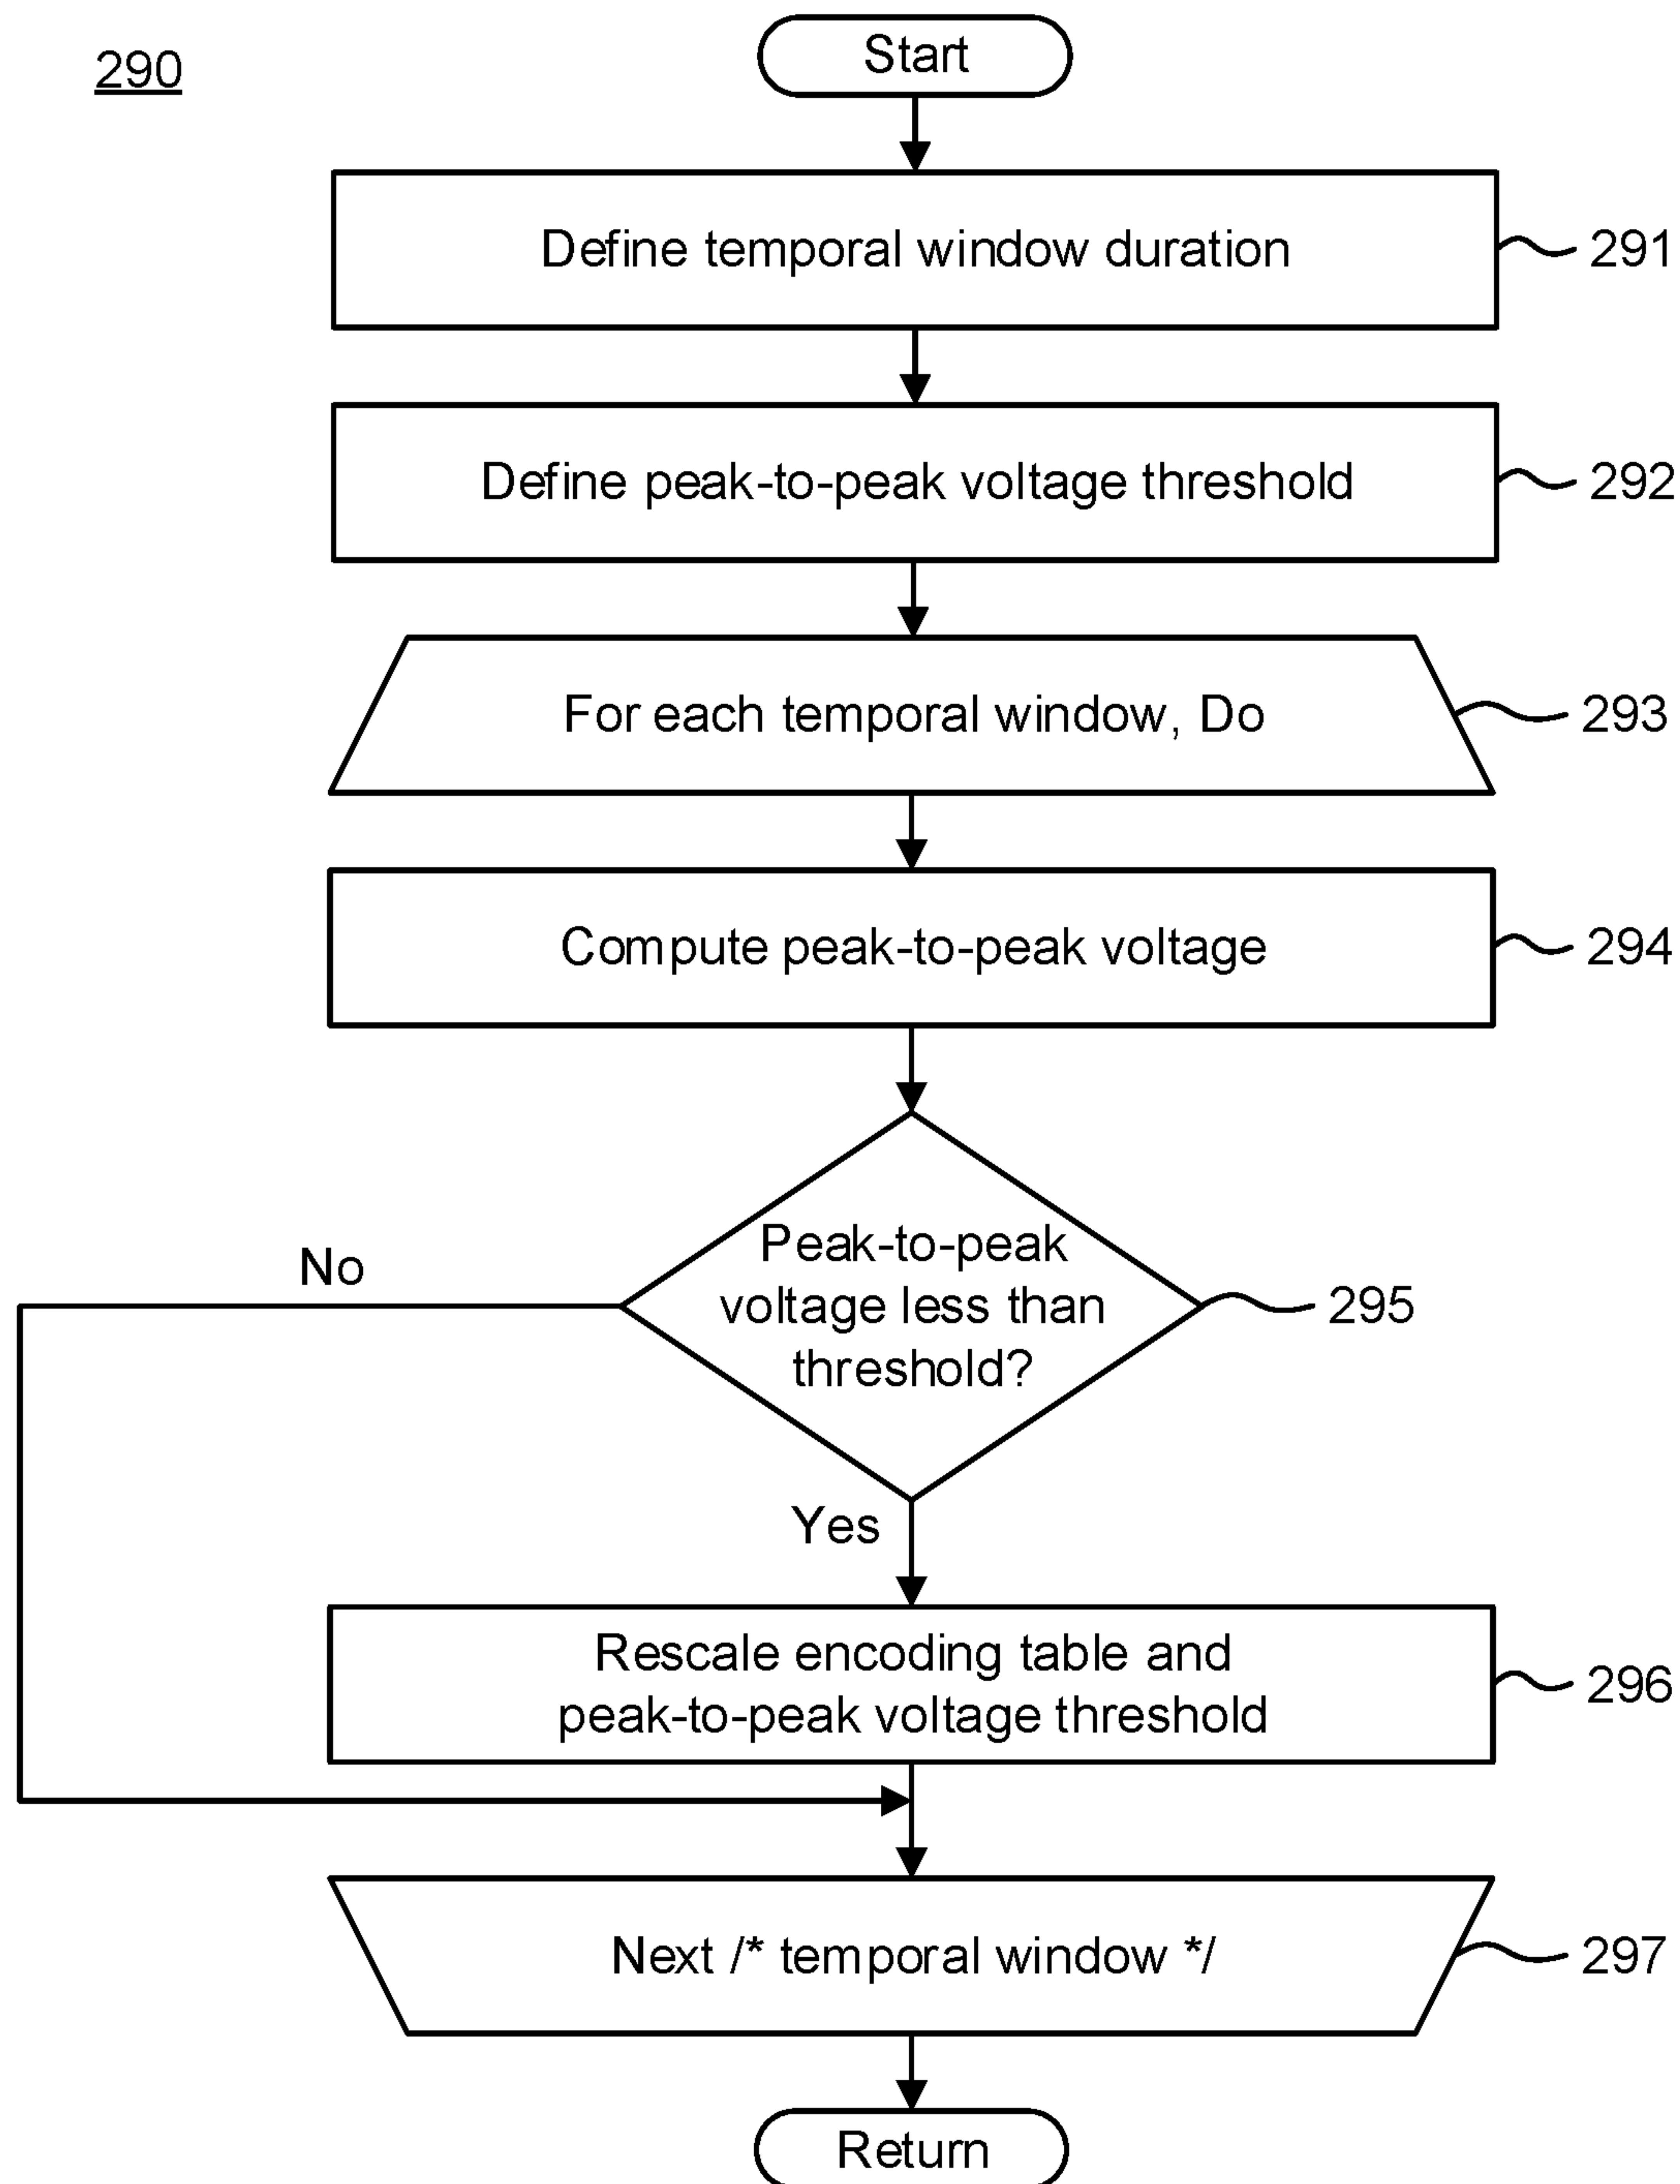 290
Start
Define temporal window duration
291
Define peak-to-peak voltage threshold
292
For each temporal window, Do
293
Compute peak-to-peak voltage
294
Peak-to-peak
voltage less than
threshold?
295
No
Yes
Rescale encoding table and
peak-to-peak voltage threshold
296
Next /* temporal window */
297
Return